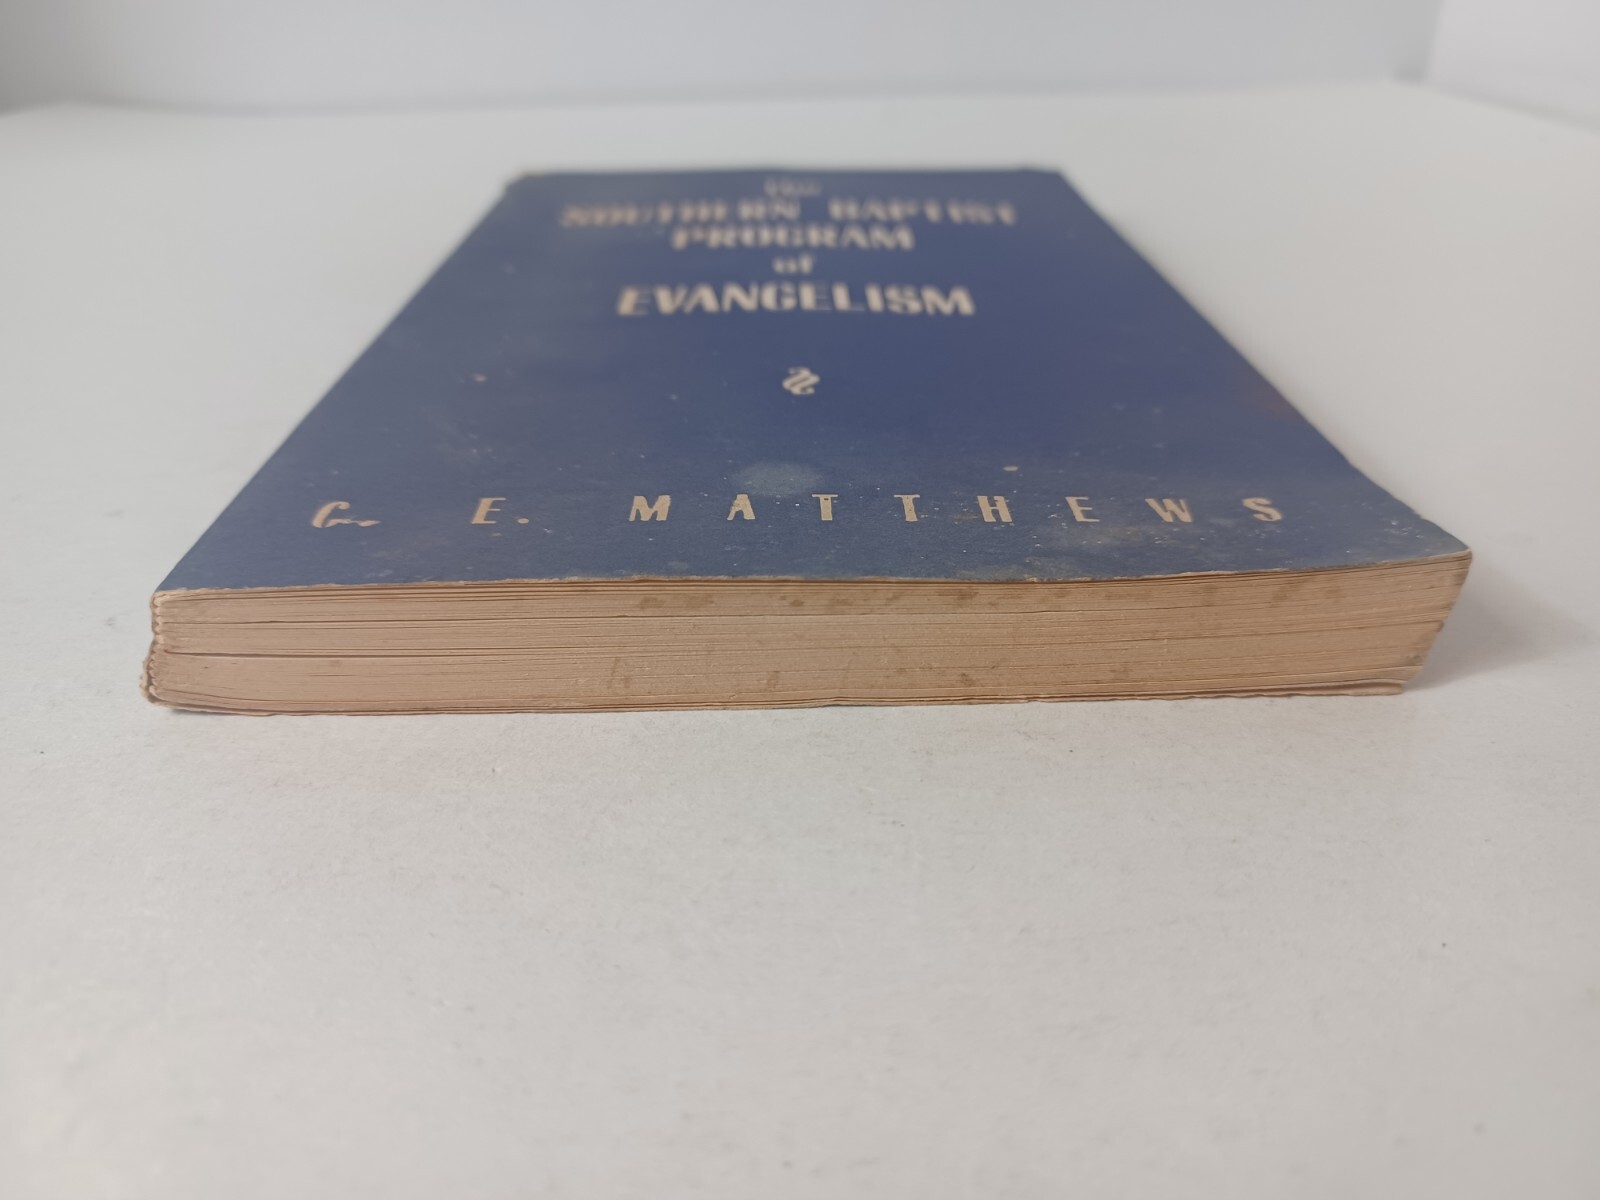 The
SOUTHERN BAPTIST
PROGRAM
of
EVANGELISM
C. E. MATTHEWS